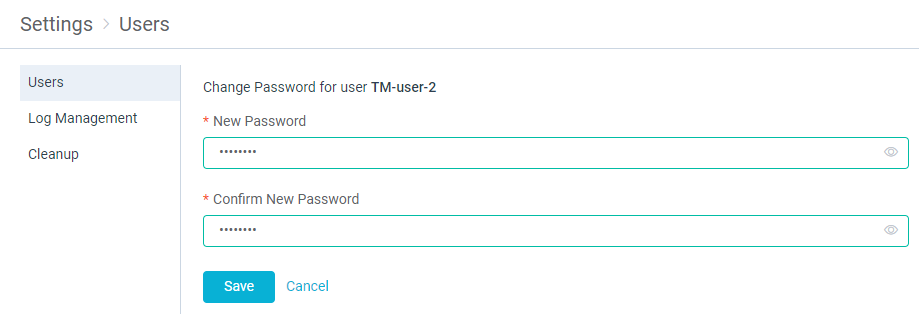 Settings > Users
Users
Log Management
Cleanup
Change Password for user TM-user-2
* New Password
••••••••
* Confirm New Password
••••••••
Save Cancel